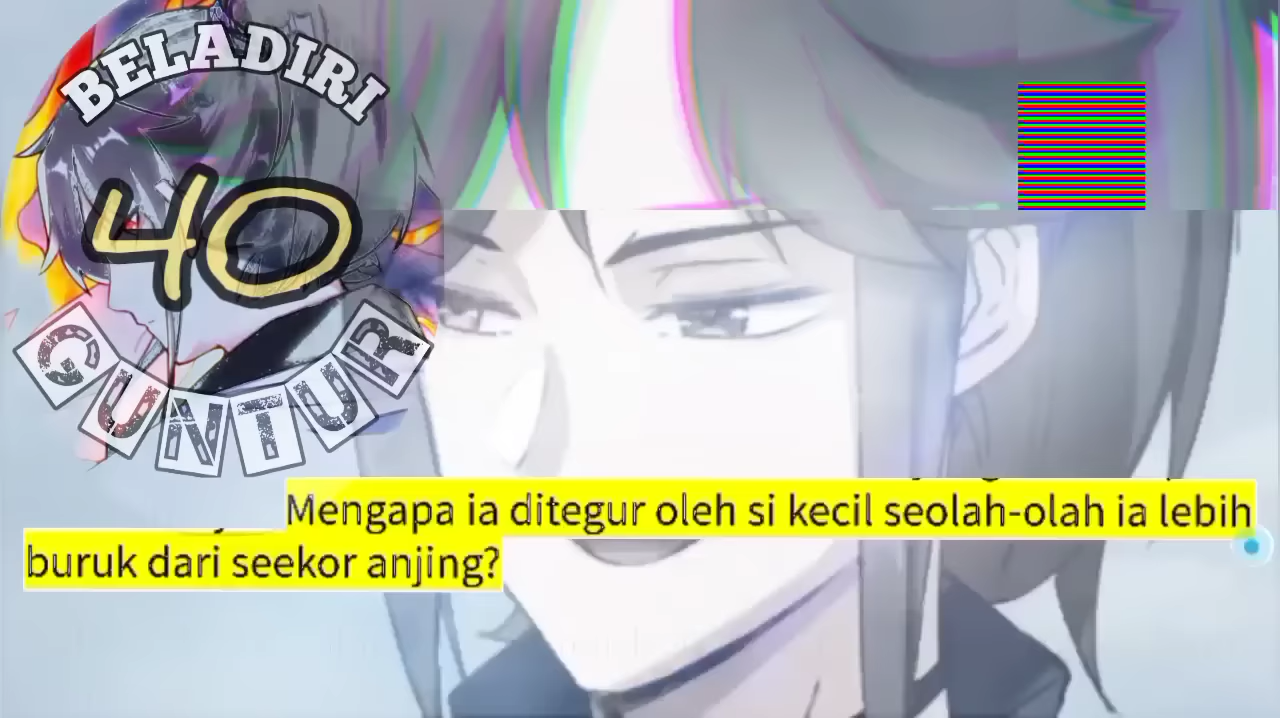 BELADIRI
40
GUNTUR
Mengapa ia ditegur oleh si kecil seolah-olah ia lebih
buruk dari seekor anjing?